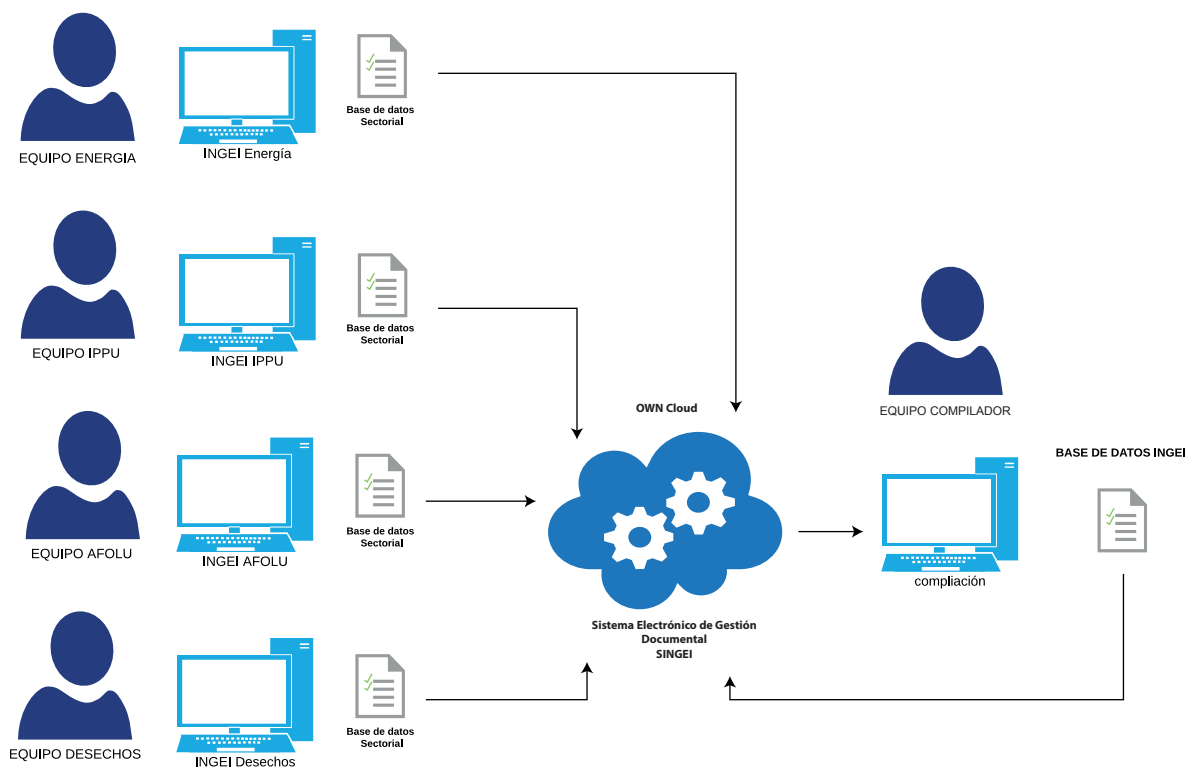 Base de datos
Sectorial
EQUIPO ENERGIA
INGEI Energía
Base de datos
Sectorial
EQUIPO IPPU
INGEI IPPU
OWN Cloud
EQUIPO COMPILADOR
BASE DE DATOS INGEI
Base de datos
Sectorial
EQUIPO AFOLU
INGEI AFOLU
compliación
Sistema Electrónico de Gestión
Documental
SINGEI
Base de datos
Sectorial
EQUIPO DESECHOS
INGEI Desechos